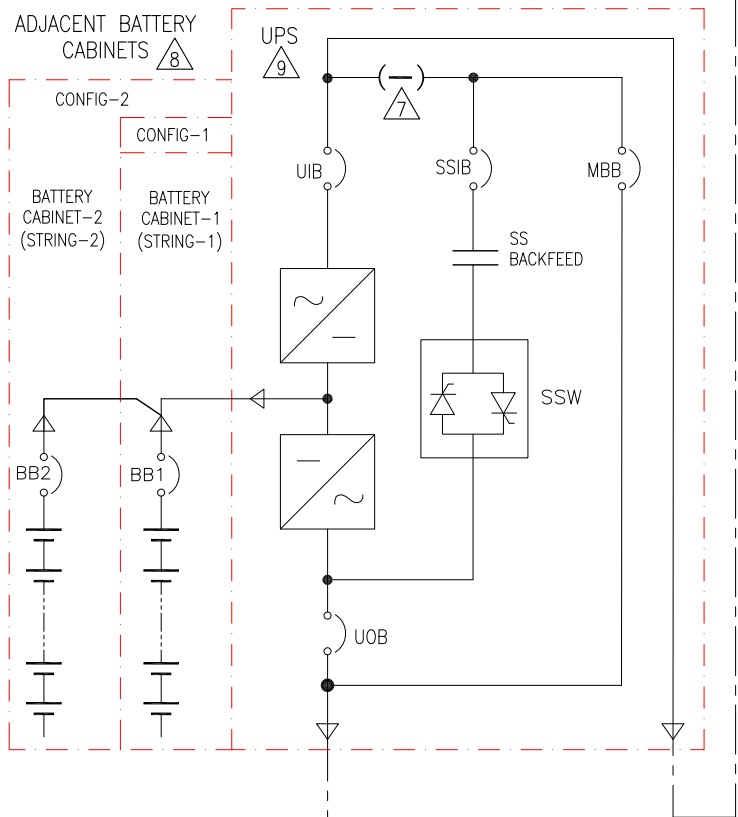 ADJACENT BATTERY
CABINETS 8
UPS
9
7
CONFIG-2
CONFIG-1
UIB
SSIB
MBB
BATTERY
CABINET-2
(STRING-2)
BATTERY
CABINET-1
(STRING-1)
SS
BACKFEED
SSW
BB2
BB1
UOB